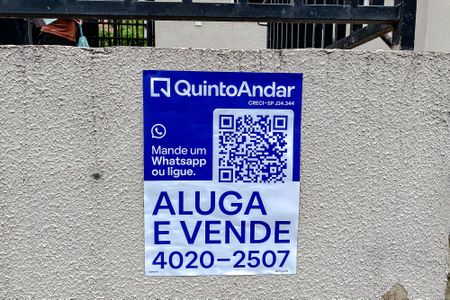 QuintoAndar
CRECI-SP J24.344
Mande um
Whatsapp
ou ligue.
ALUGA
E VENDE
4020-2507